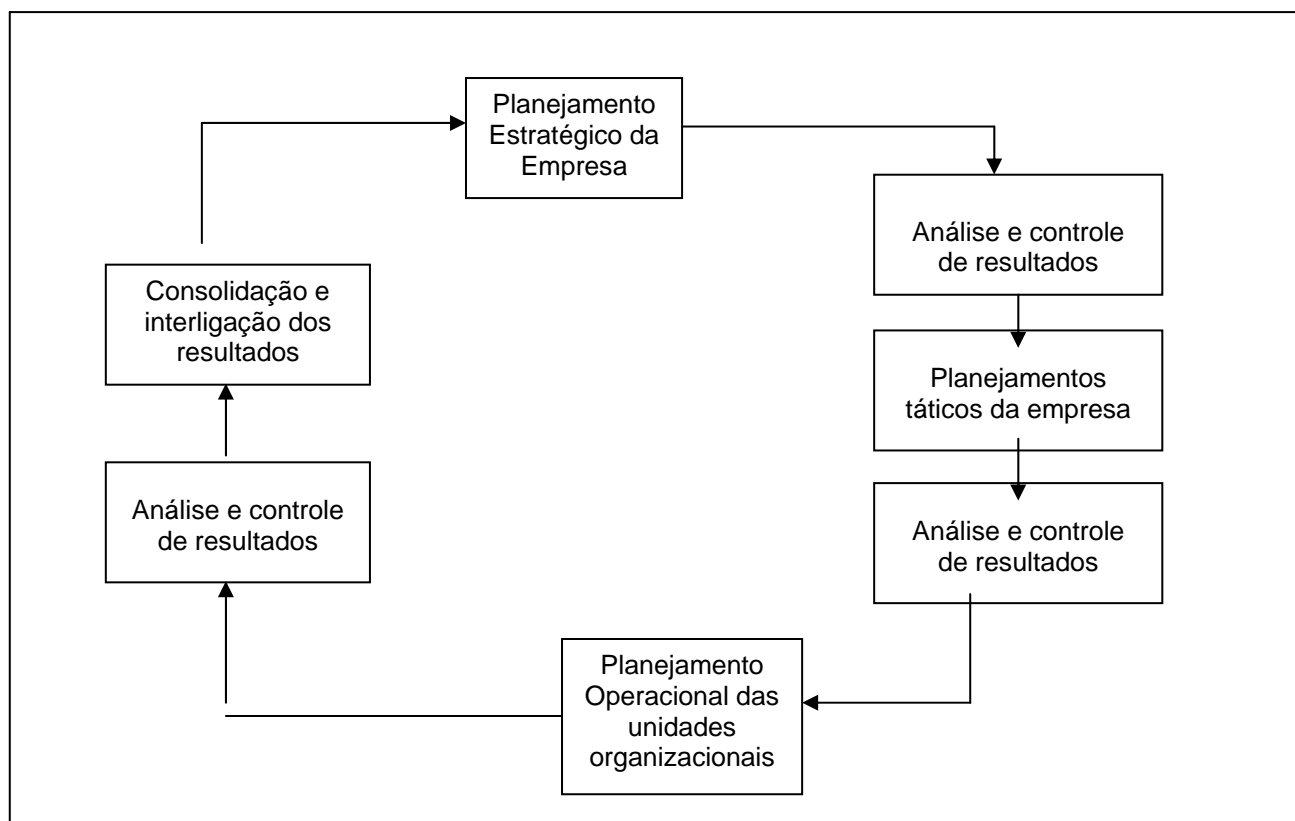 Planejamento
Estratégico da
Empresa
Análise e controle
de resultados
Planejamentos
táticos da empresa
Análise e controle
de resultados
Planejamento
Operacional das
unidades
organizacionais
Análise e controle
de resultados
Consolidação e
interligação dos
resultados